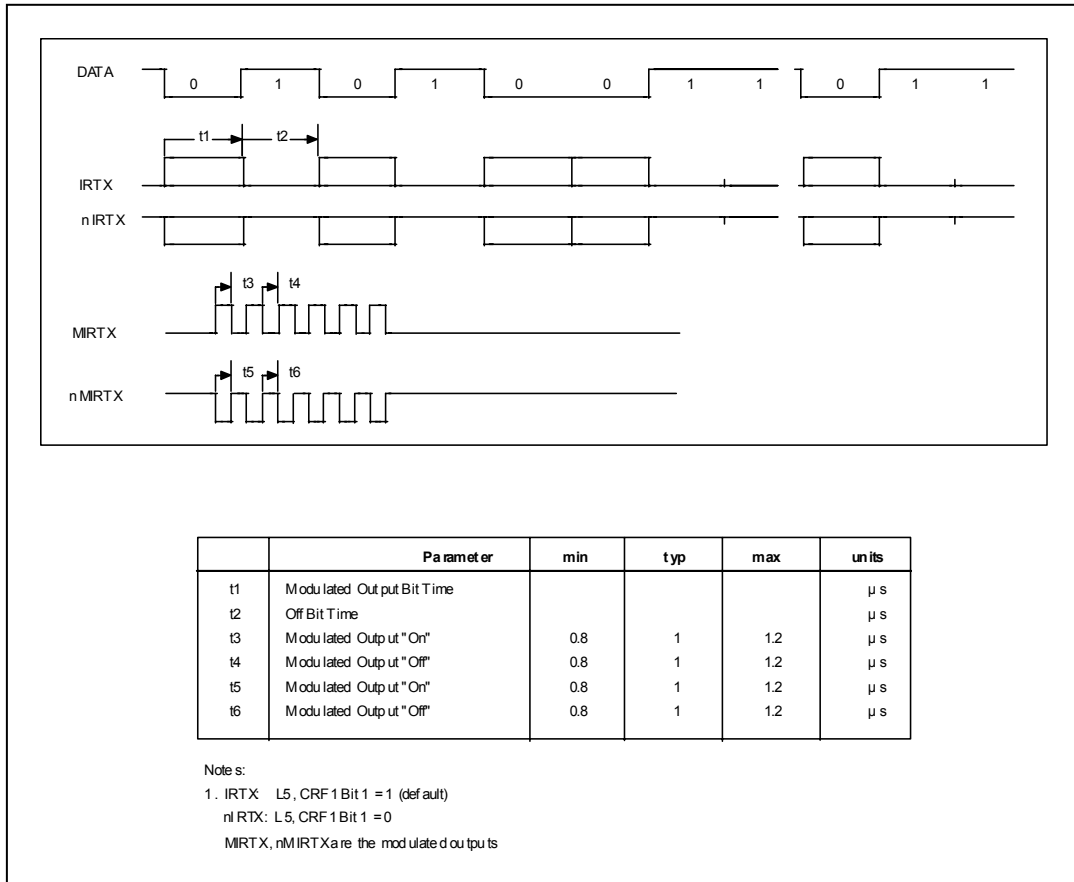 DATA 0 1 0 1 0 0 1 1 0 1 1
t1 t2
IRTX
nIRTX
t3 t4
MIRTX
t5 t6
nMIRTX
Parameter min typ max units
t1 Modulated Output Bit Time µs
t2 Off Bit Time µs
t3 Modulated Output "On" 0.8 1 1.2 µs
t4 Modulated Output "Off" 0.8 1 1.2 µs
t5 Modulated Output "On" 0.8 1 1.2 µs
t6 Modulated Output "Off" 0.8 1 1.2 µs
Notes:
1. IRTX: L5, CRF1 Bit 1 = 1 (default)
nIRTX: L5, CRF1 Bit 1 = 0
MIRTX, nMIRTX are the modulated outputs